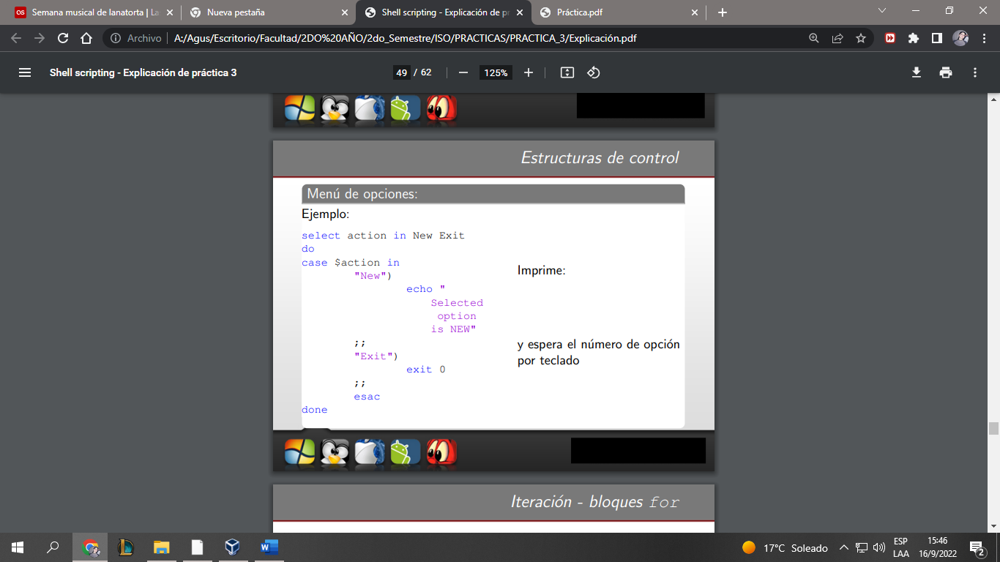 Semana musical de lanatorta | La
Nueva pestaña
Shell scripting - Explicación de pr
Práctica.pdf
Archivo
A:/Agus/Escritorio/Facultad/2DO%20AÑO/2do_Semestre/ISO/PRACTICAS/PRACTICA_3/Explicación.pdf
Shell scripting - Explicación de práctica 3
49 / 62
125%
Estructuras de control
Menú de opciones:
Ejemplo:
select action in New Exit
do
case $action in
"New")
echo "
Selected
option
is NEW"
;;
"Exit")
exit 0
;;
esac
done
Imprime:
y espera el número de opción
por teclado
Iteración - bloques for
17°C Soleado
ESP
LAA
15:46
16/9/2022
2